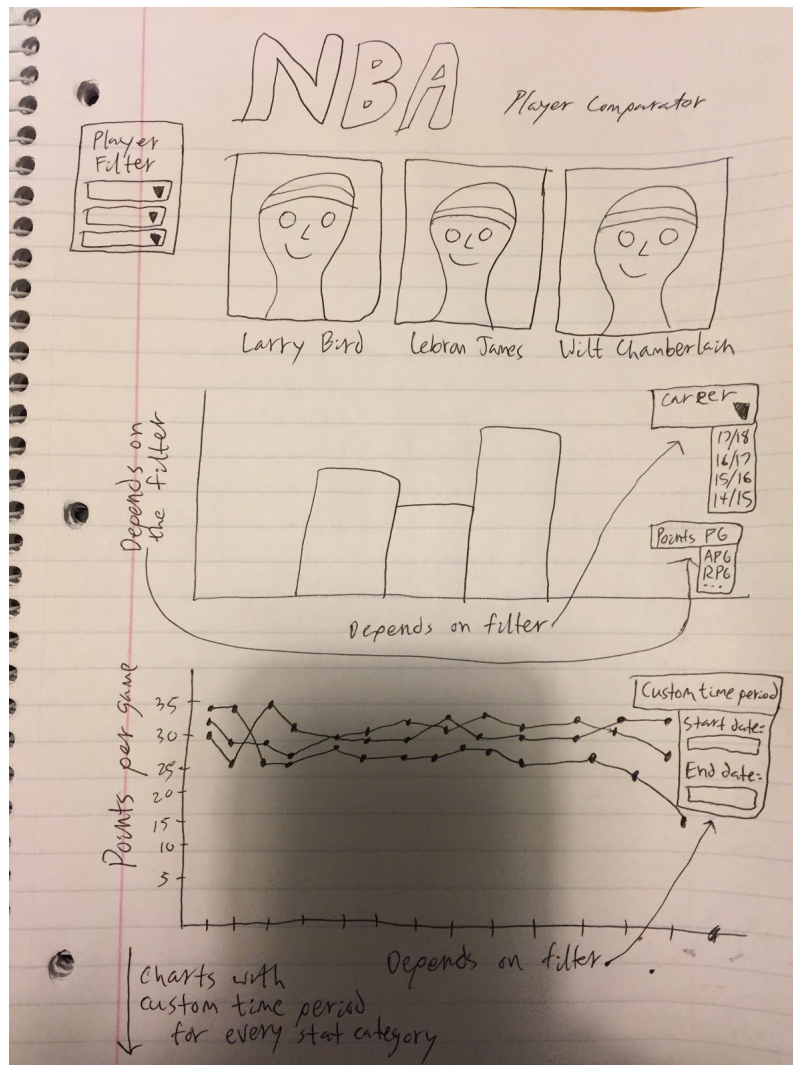 NBA
Player Comparator
Player
Filter
Larry Bird
Lebron James
Wilt Chamberlain
Depends on
the filter
Career
17/18
16/17
15/16
14/15
Points PG
APG
RPG
...
Depends on filter
Points per game
35
30
25
20
15
10
5
Custom time period
Start date:
End date:
Depends on filter
Charts with
custom time period
for every stat category